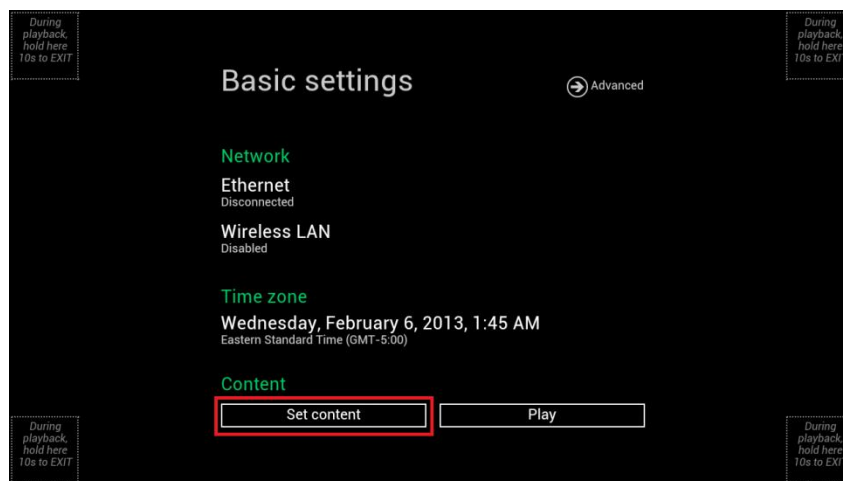 During
playback,
hold here
10s to EXIT
During
playback,
hold here
10s to EXI
Basic settings
Advanced
Network
Ethernet
Disconnected
Wireless LAN
Disabled
Time zone
Wednesday, February 6, 2013, 1:45 AM
Eastern Standard Time (GMT-5:00)
Content
Set content
Play
During
playback,
hold here
10s to EXIT
During
playback,
hold here
10s to EXI